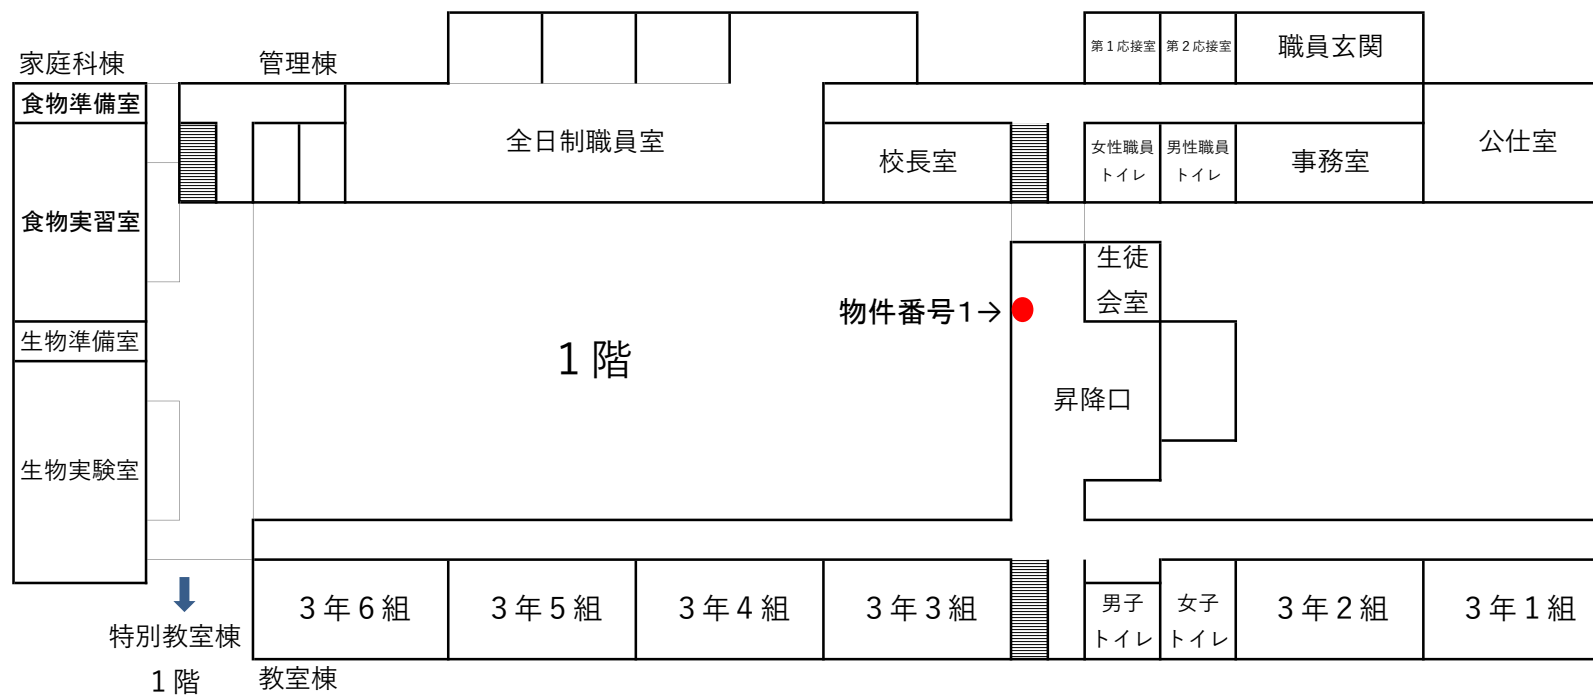 家庭科棟
管理棟
第１応接室
第２応接室
職員玄関
食物準備室
食物実習室
生物準備室
生物実験室
全日制職員室
校長室
女性職員
トイレ
男性職員
トイレ
事務室
公仕室
生徒
会室
物件番号1→
１階
昇降口
３年６組
３年５組
３年４組
３年３組
男子
トイレ
女子
トイレ
３年２組
３年１組
特別教室棟
１階
教室棟